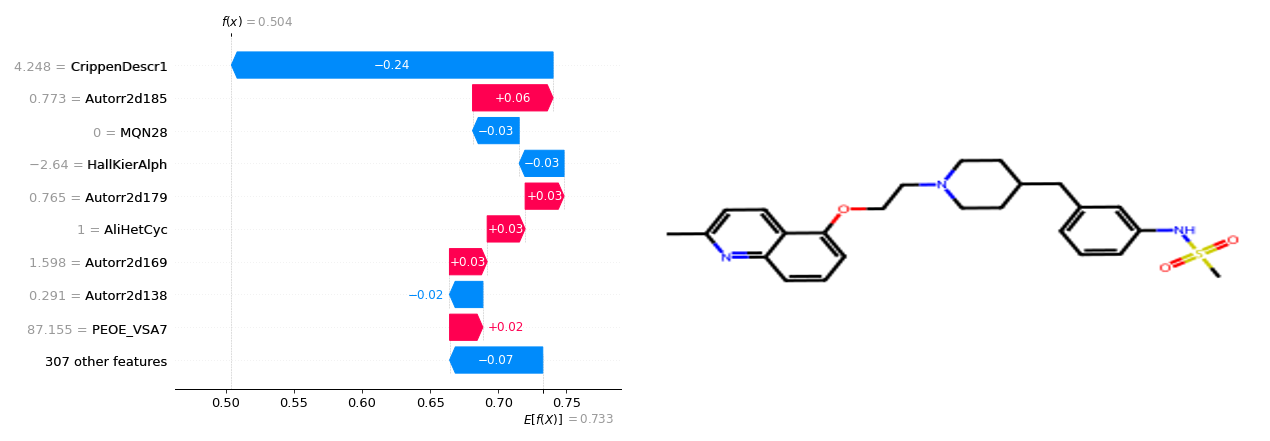 f(x) = 0.504
4.248 = CrippenDescr1
−0.24
0.773 = Autorr2d185
+0.06
0 = MQN28
−0.03
−2.64 = HallKierAlph
−0.03
0.765 = Autorr2d179
+0.03
1 = AliHetCyc
+0.03
1.598 = Autorr2d169
+0.03
0.291 = Autorr2d138
−0.02
87.155 = PEOE_VSA7
+0.02
307 other features
−0.07
0.50 0.55 0.60 0.65 0.70 0.75
E[f(X)] = 0.733
N
O
N
NH
O
S
O